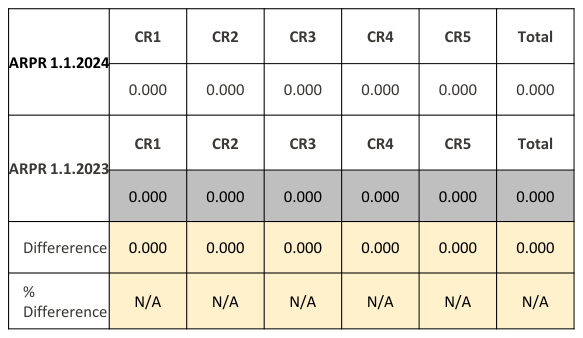 CR1 CR2 CR3 CR4 CR5 Total
ARPR 1.1.2024
0.000 0.000 0.000 0.000 0.000 0.000
CR1 CR2 CR3 CR4 CR5 Total
ARPR 1.1.2023
0.000 0.000 0.000 0.000 0.000 0.000
Differerence 0.000 0.000 0.000 0.000 0.000 0.000
%
Differerence N/A N/A N/A N/A N/A N/A